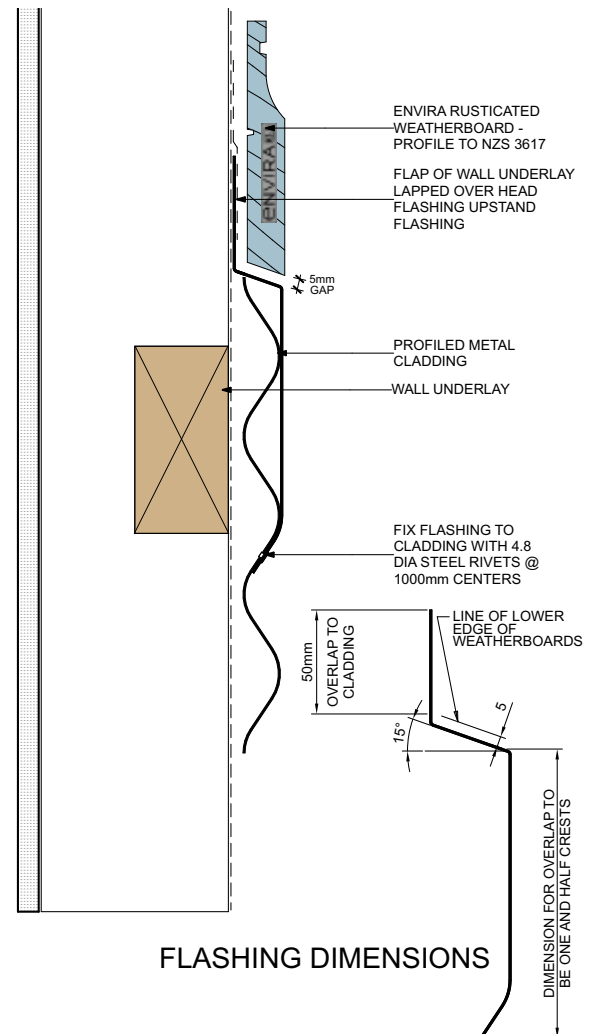 ENVIRA RUSTICATED
WEATHERBOARD -
PROFILE TO NZS 3617
FLAP OF WALL UNDERLAY
LAPPED OVER HEAD
FLASHING UPSTAND
FLASHING
ENVIRA
5mm
GAP
PROFILED METAL
CLADDING
WALL UNDERLAY
FIX FLASHING TO
CLADDING WITH 4.8
DIA STEEL RIVETS @
1000mm CENTERS
LINE OF LOWER
EDGE OF
WEATHERBOARDS
50mm
OVERLAP TO
CLADDING
15°
5
DIMENSION FOR OVERLAP TO
BE ONE AND HALF CRESTS
FLASHING DIMENSIONS